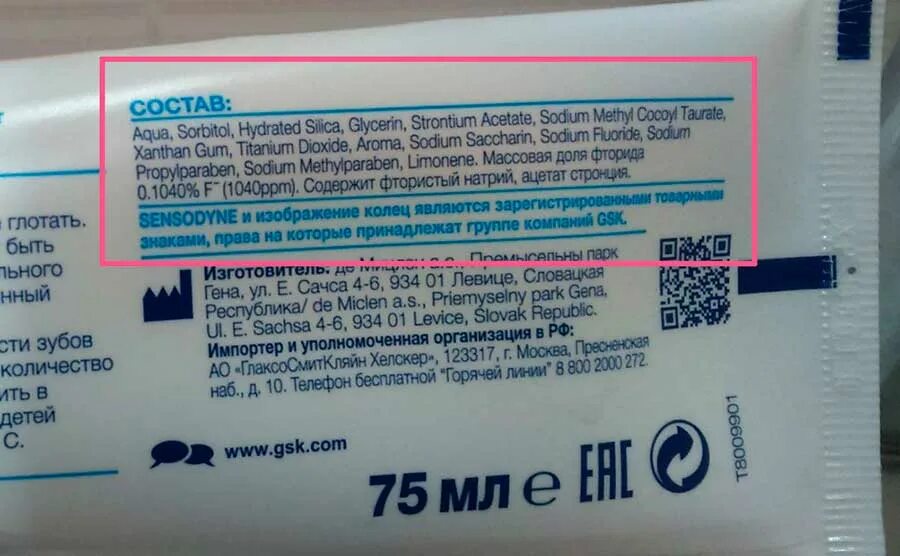 СОСТАВ:
Aqua, Sorbitol, Hydrated Silica, Glycerin, Strontium Acetate, Sodium Methyl Cocoyl Taurate,
Xanthan Gum, Titanium Dioxide, Aroma, Sodium Saccharin, Sodium Fluoride, Sodium
Propylparaben, Sodium Methylparaben, Limonene. Массовая доля фторида
0.1040% F⁻ (1040ppm). Содержит фтористый натрий, ацетат стронция.
SENSODYNE и изображение колец являются зарегистрированными товарными
знаками, права на которые принадлежат группе компаний GSK.
Изготовитель: де Мицлен а.с., Премысельны парк
Гена, ул. Е. Сачса 4-6, 934 01 Левице, Словацкая
Республика/ de Miclen a.s., Priemyselny park Gena,
Ul. E. Sachsa 4-6, 934 01 Levice, Slovak Republic.
Импортер и уполномоченная организация в РФ:
АО «ГлаксоСмитКляйн Хелскер», 123317, г. Москва, Пресненская
наб., д. 10. Телефон бесплатной "Горячей линии" 8 800 2000 272.
глотать.
быть
сти зубов
количество
ить в
детей
С.
www.gsk.com
75 мл e EAC
T8009901